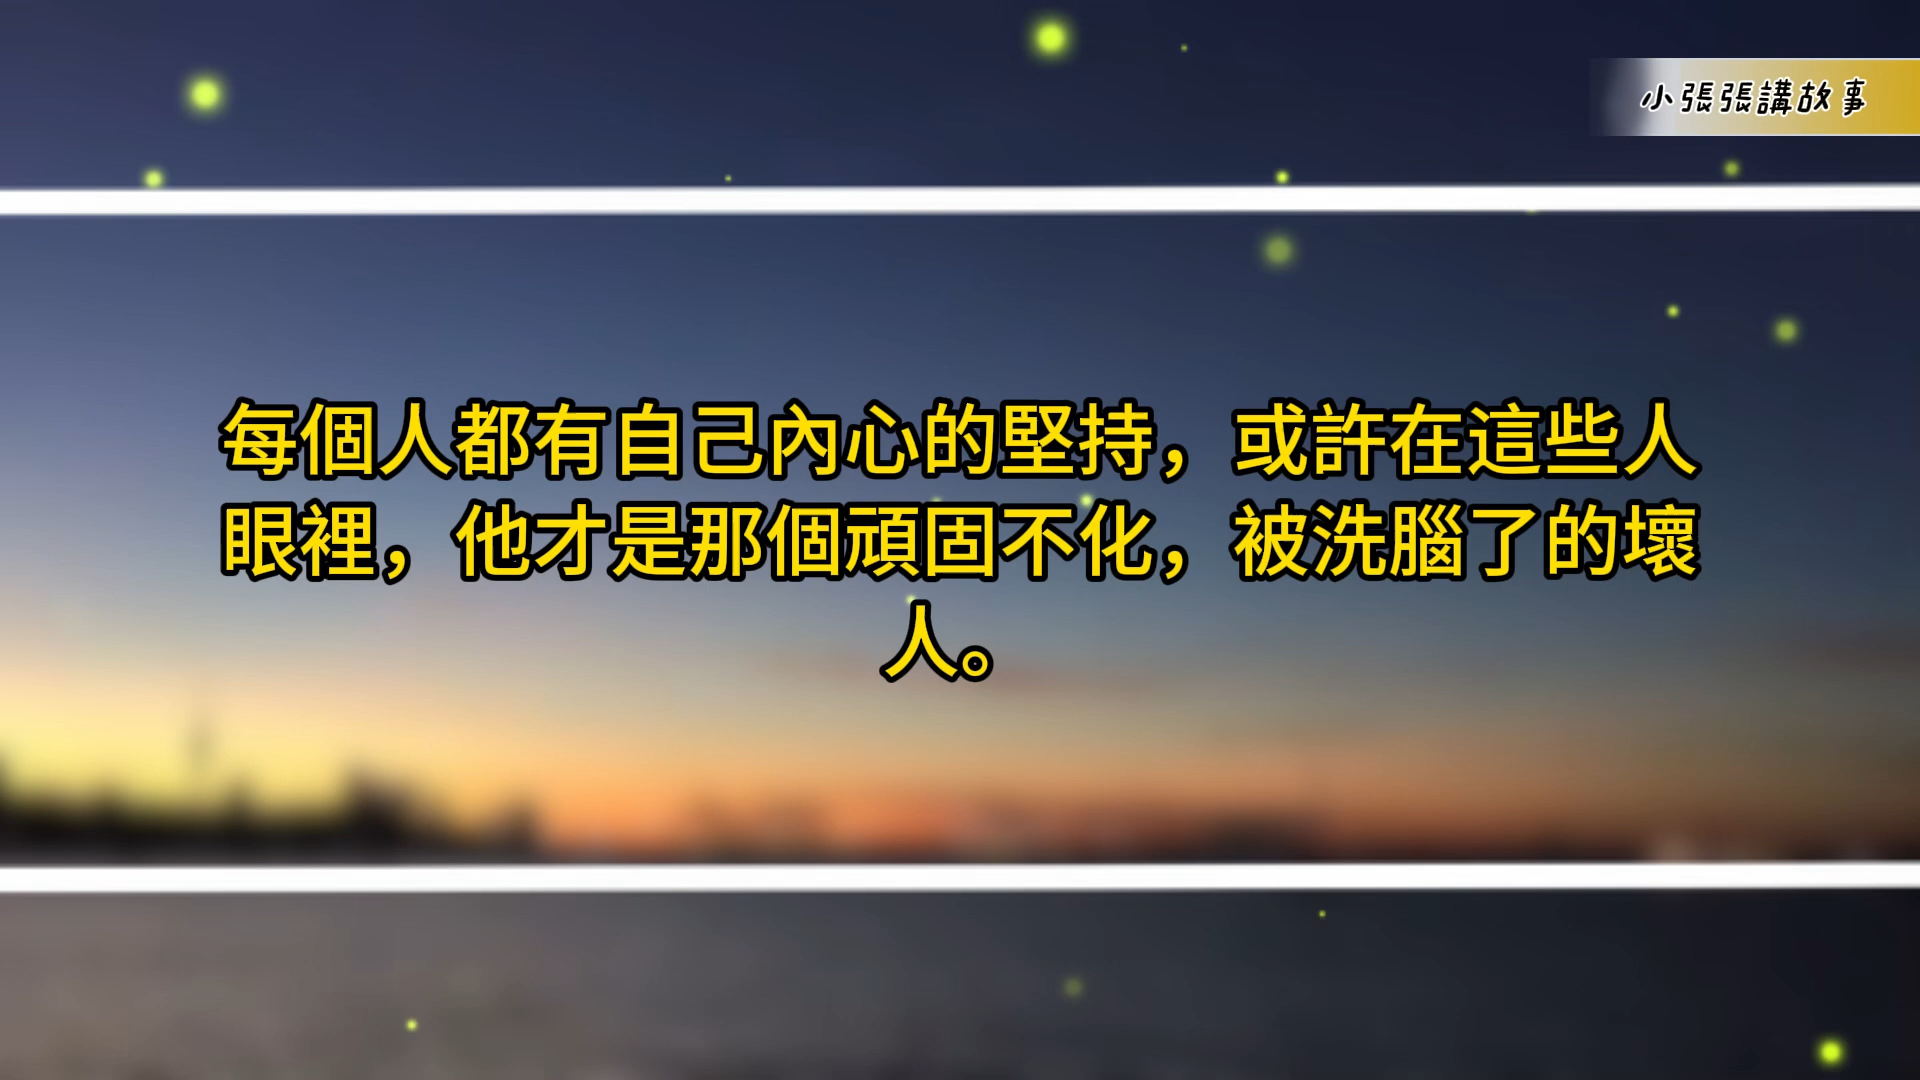 小張張講故事
每個人都有自己內心的堅持，或許在這些人
眼裡，他才是那個頑固不化，被洗腦了的壞
人。